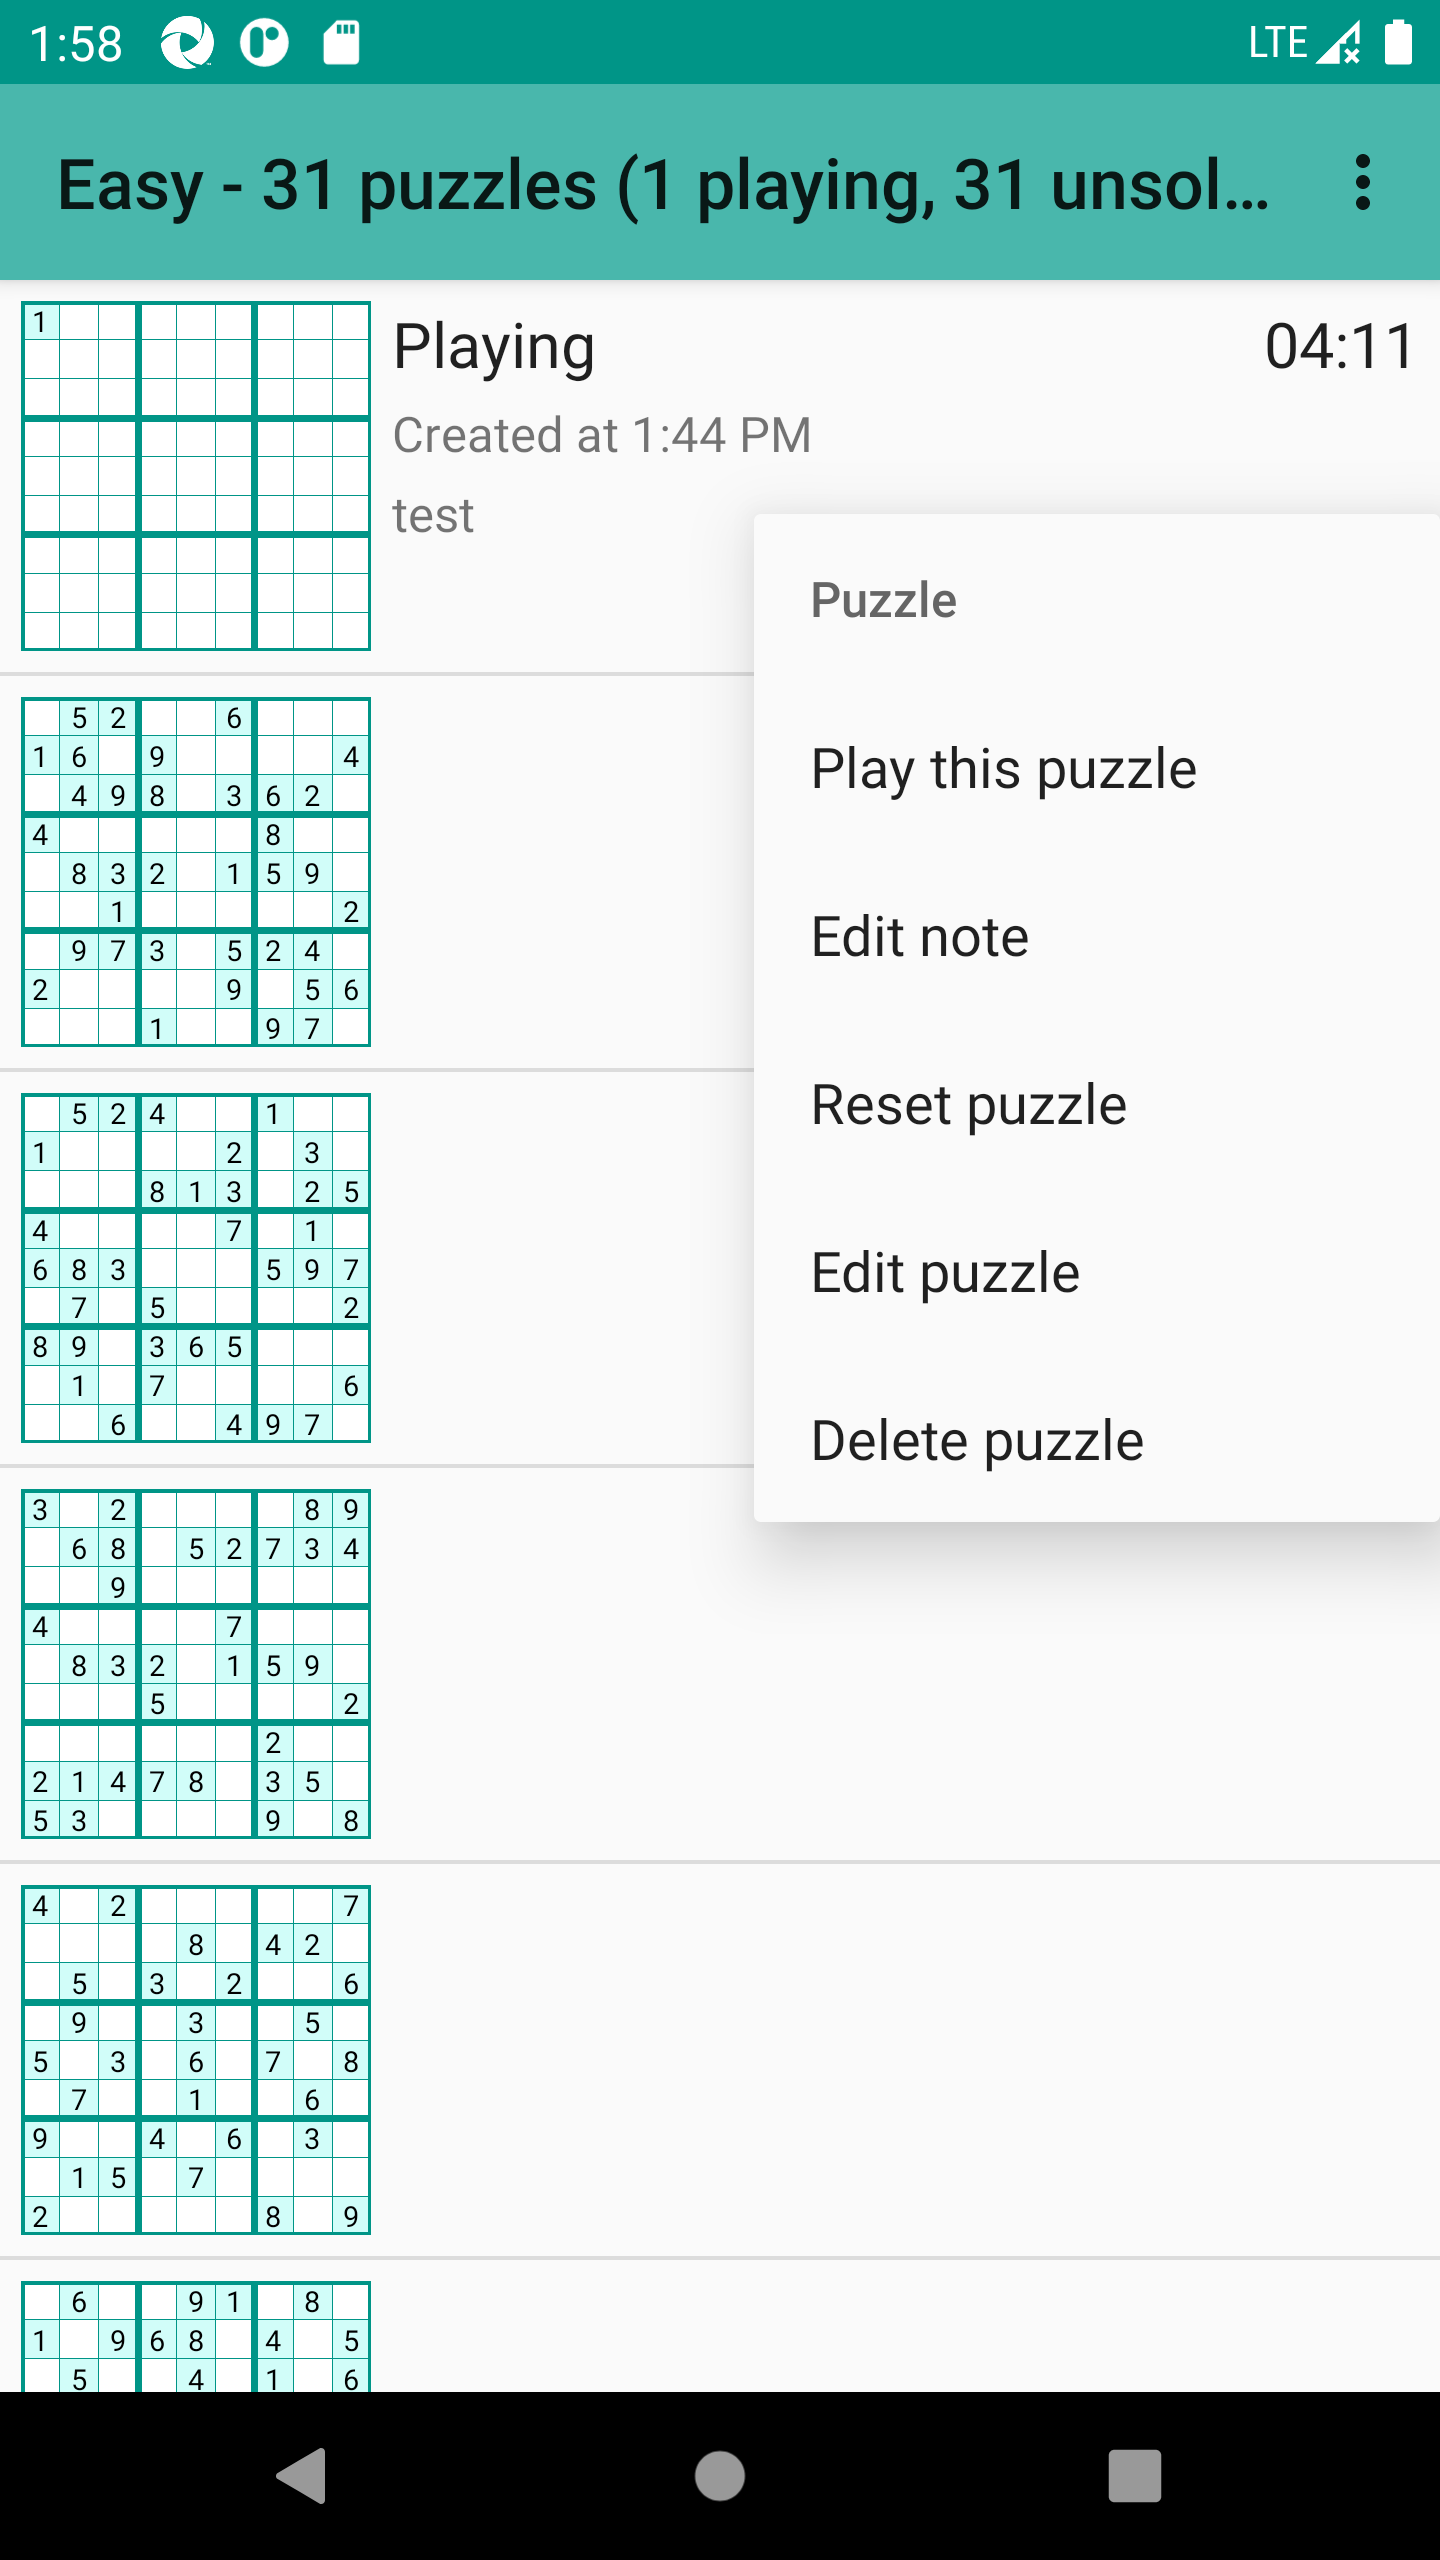 1:58
LTE
Easy - 31 puzzles (1 playing, 31 unsol...
1
Playing
04:11
Created at 1:44 PM
test
Puzzle
Play this puzzle
Edit note
Reset puzzle
Edit puzzle
Delete puzzle
5 2 6
1 6 9 4
4 9 8 3 6 2
4 8
8 3 2 1 5 9
1 2
9 7 3 5 2 4
2 9 5 6
1 9 7
5 2 4 1
1 2 3
8 1 3 2 5
4 7 1
6 8 3 5 9 7
7 5 2
8 9 3 6 5
1 7 6
6 4 9 7
3 2 8 9
6 8 5 2 7 3 4
9
4 7
8 3 2 1 5 9
5 2
2
2 1 4 7 8 3 5
5 3 9 8
4 2 7
8 4 2
5 3 2 6
9 3 5
5 3 6 7 8
7 1 6
9 4 6 3
1 5 7
2 8 9
6 9 1 8
1 9 6 8 4 5
5 4 1 6